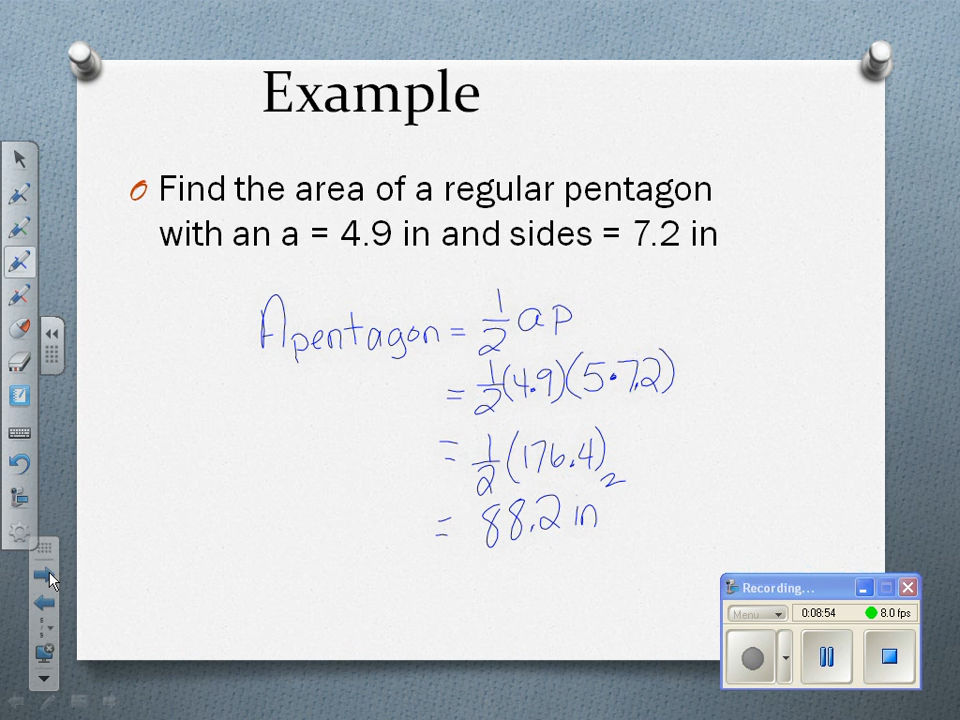 Example
Find the area of a regular pentagon
with an a = 4.9 in and sides = 7.2 in
A pentagon = 1/2 a p
= 1/2 (4.9)(5 · 7.2)
= 1/2 (176.4)
= 88.2 in²
Recording...
Menu
0:08:54
8.0 fps